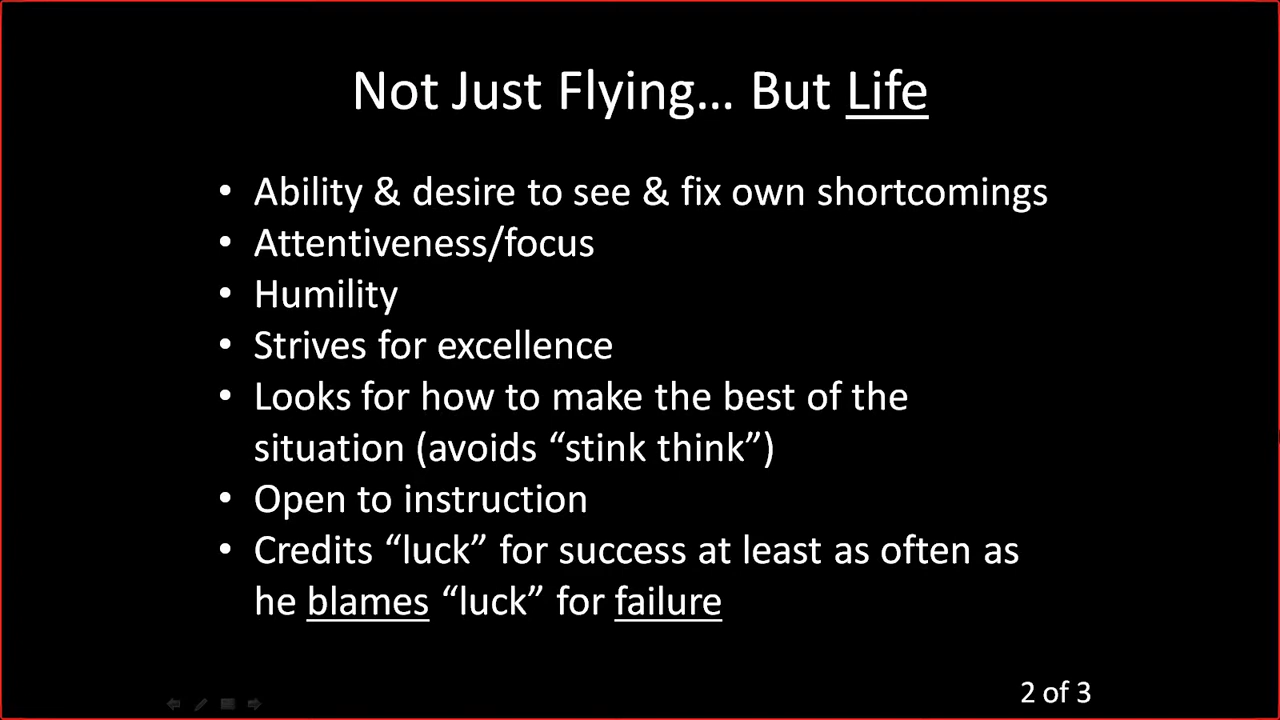 Not Just Flying… But Life
• Ability & desire to see & fix own shortcomings
• Attentiveness/focus
• Humility
• Strives for excellence
• Looks for how to make the best of the
situation (avoids “stink think”)
• Open to instruction
• Credits “luck” for success at least as often as
he blames “luck” for failure
2 of 3